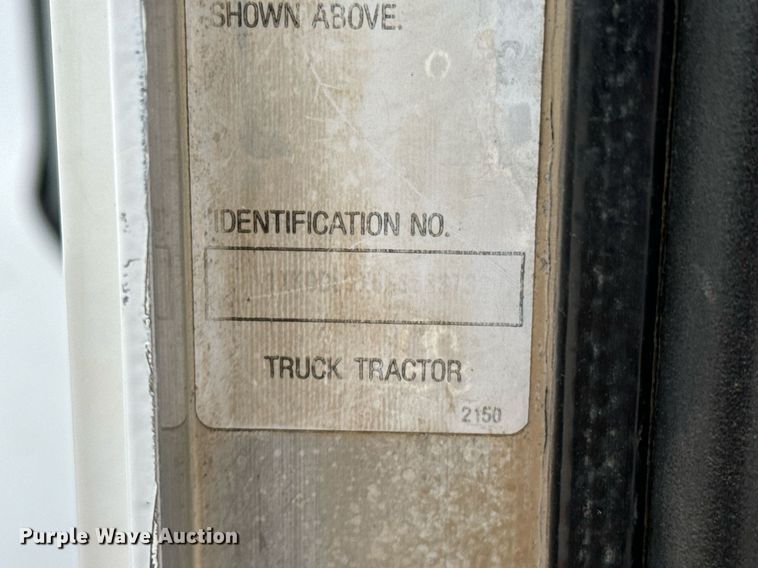 SHOWN ABOVE.
IDENTIFICATION NO.
TRUCK TRACTOR
2150
Purple Wave Auction